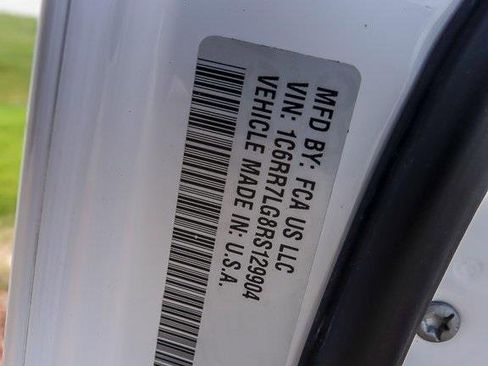 MFD BY: FCA US LLC
VIN: 1C6RR7LG8RS129904
VEHICLE MADE IN: U.S.A.